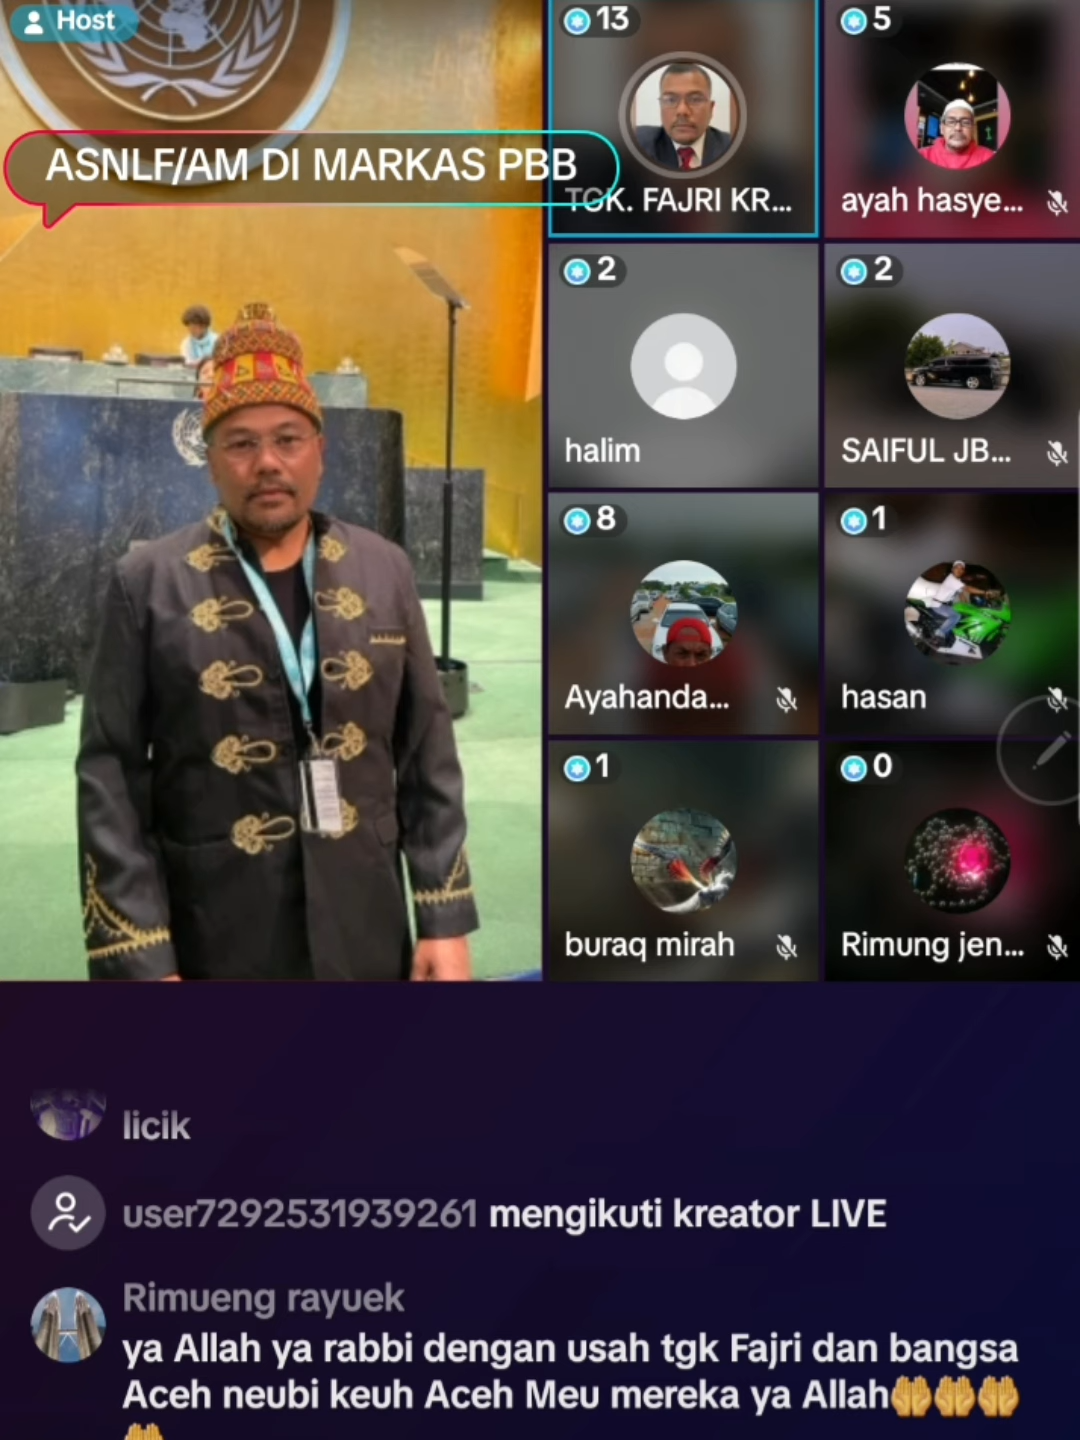 Host
ASNLF/AM DI MARKAS PBB
13
TGK. FAJRI KR...
5
ayah hasye...
2
halim
2
SAIFUL JB...
8
Ayahanda...
1
hasan
1
buraq mirah
0
Rimung jen...
licik
user7292531939261 mengikuti kreator LIVE
Rimueng rayuek
ya Allah ya rabbi dengan usah tgk Fajri dan bangsa
Aceh neubi keuh Aceh Meu mereka ya Allah🤲🤲🤲
🤲